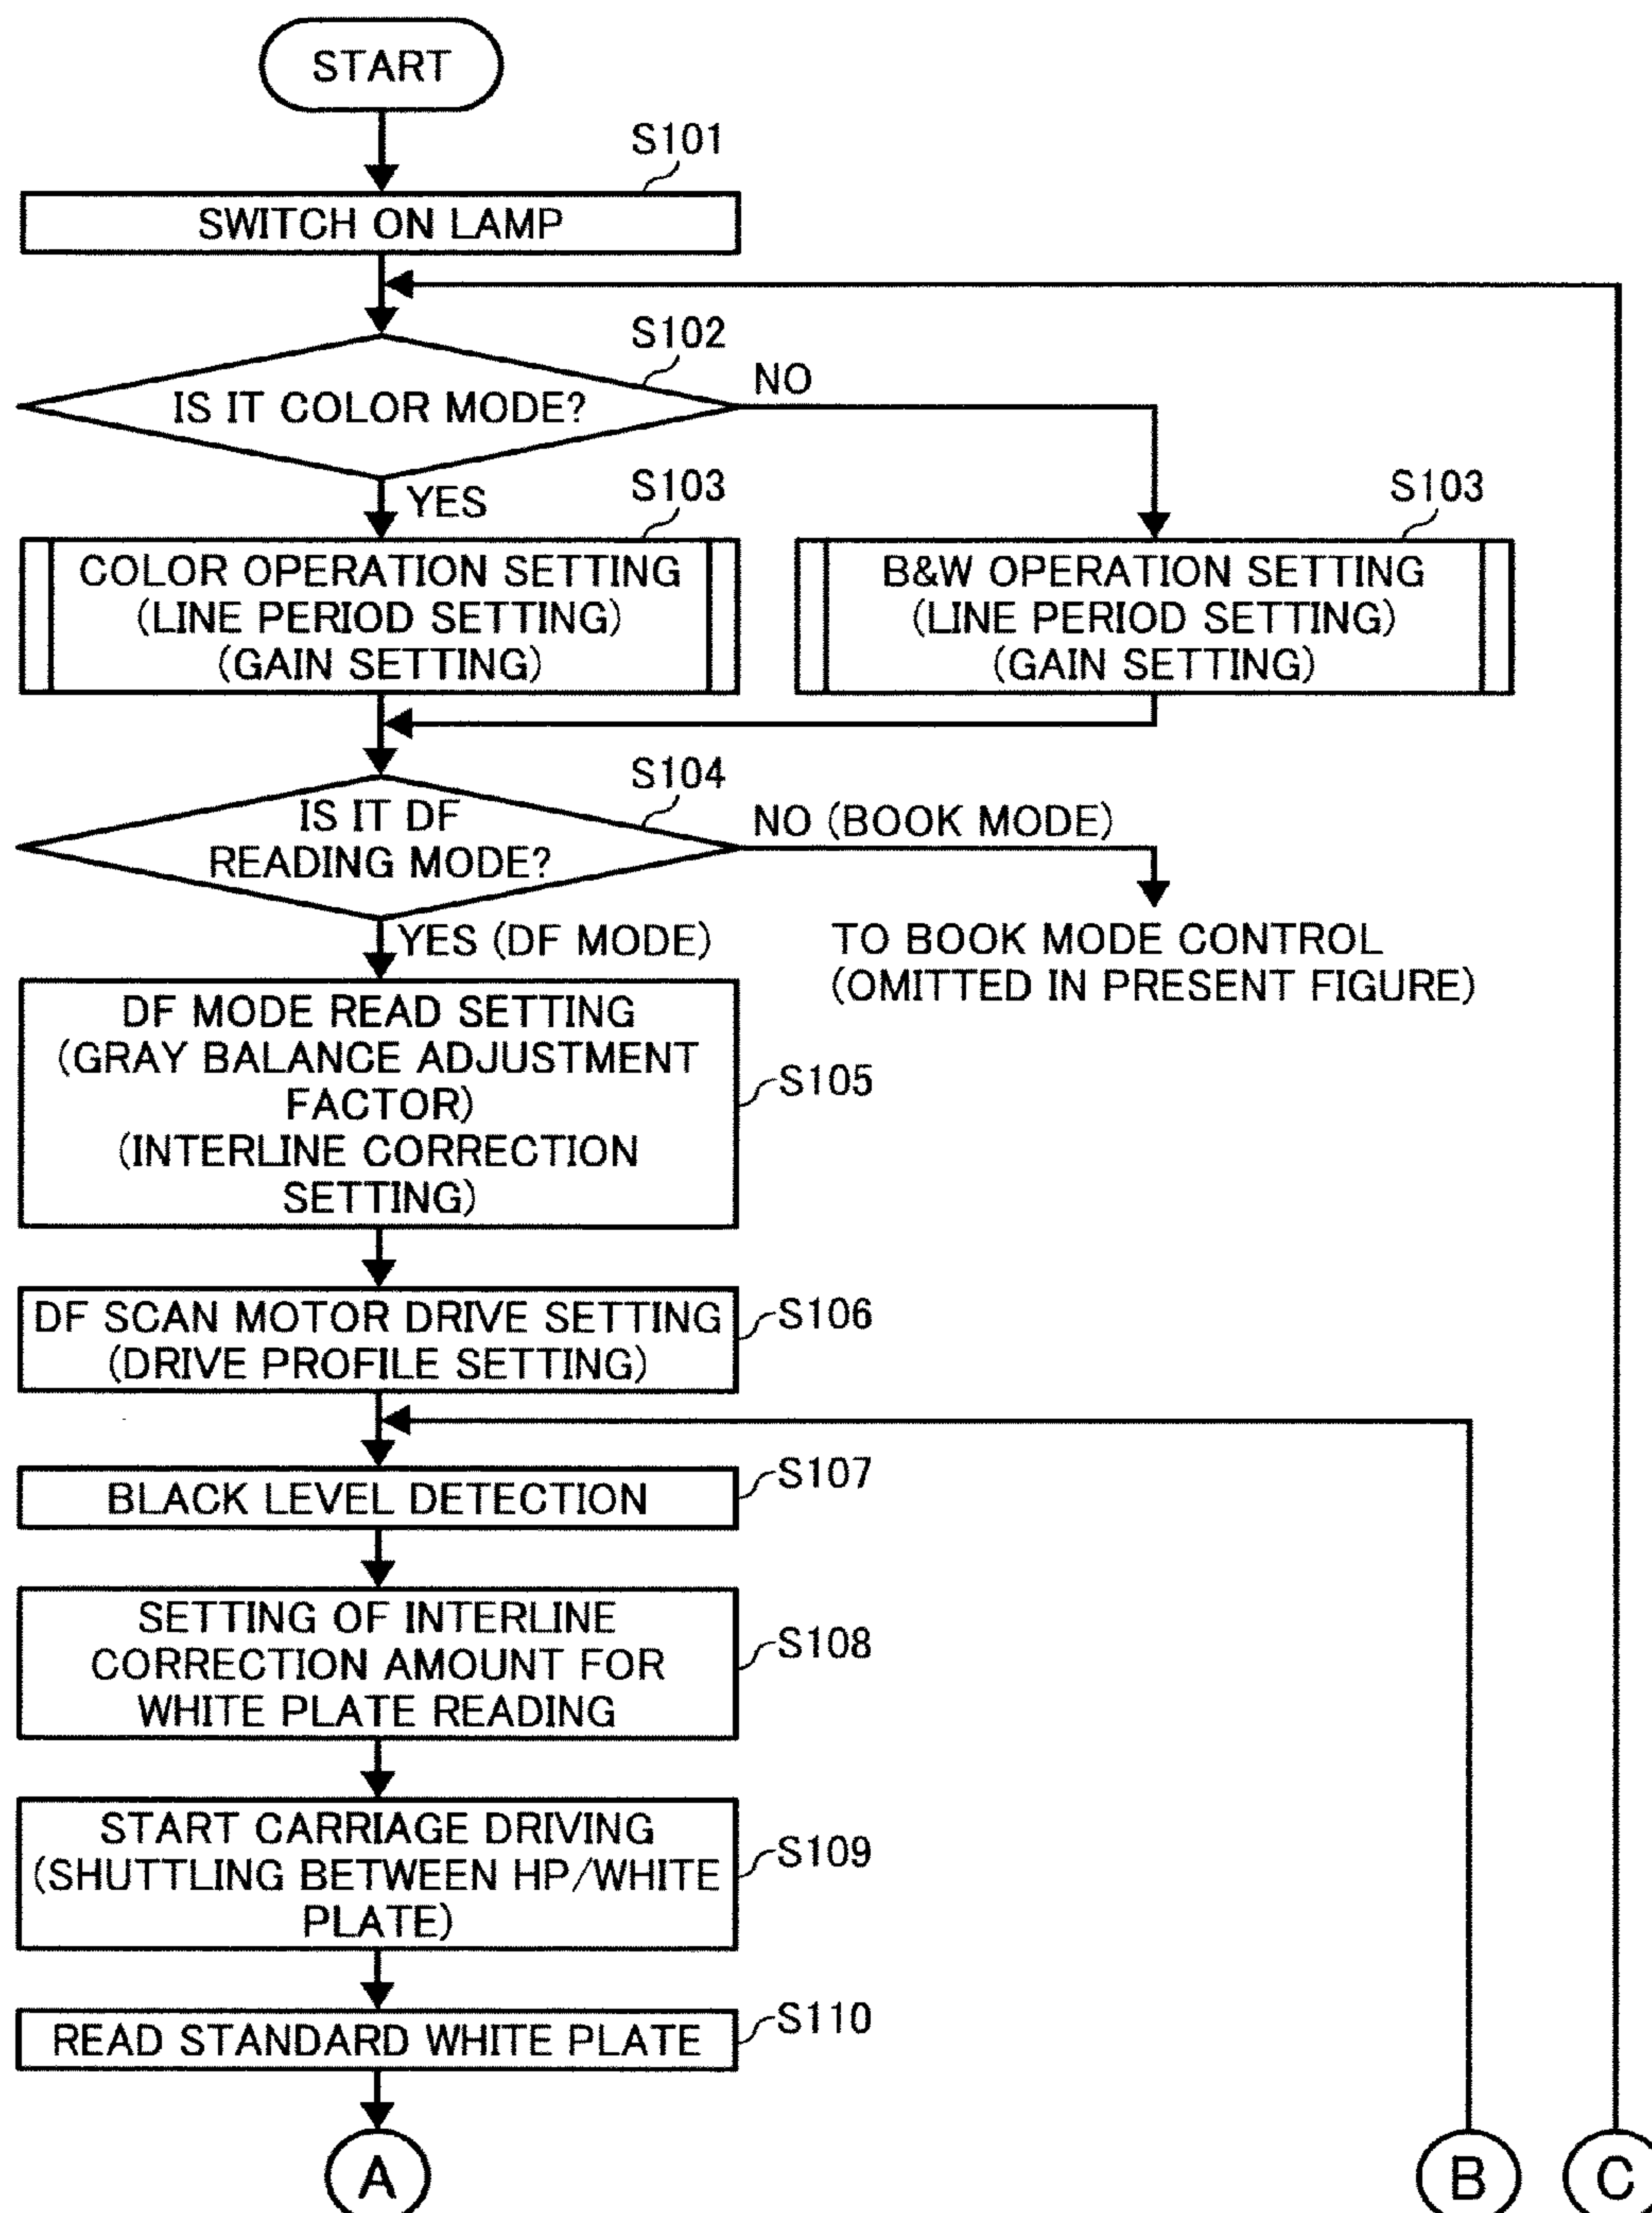 START
S101
SWITCH ON LAMP
S102
IS IT COLOR MODE?
NO
YES
S103
S103
COLOR OPERATION SETTING
(LINE PERIOD SETTING)
(GAIN SETTING)
B&W OPERATION SETTING
(LINE PERIOD SETTING)
(GAIN SETTING)
S104
IS IT DF
READING MODE?
NO (BOOK MODE)
YES (DF MODE)
TO BOOK MODE CONTROL
(OMITTED IN PRESENT FIGURE)
DF MODE READ SETTING
(GRAY BALANCE ADJUSTMENT
FACTOR)
(INTERLINE CORRECTION
SETTING)
S105
DF SCAN MOTOR DRIVE SETTING
(DRIVE PROFILE SETTING)
S106
BLACK LEVEL DETECTION
S107
SETTING OF INTERLINE
CORRECTION AMOUNT FOR
WHITE PLATE READING
S108
START CARRIAGE DRIVING
(SHUTTLING BETWEEN HP/WHITE
PLATE)
S109
READ STANDARD WHITE PLATE
S110
A
B
C